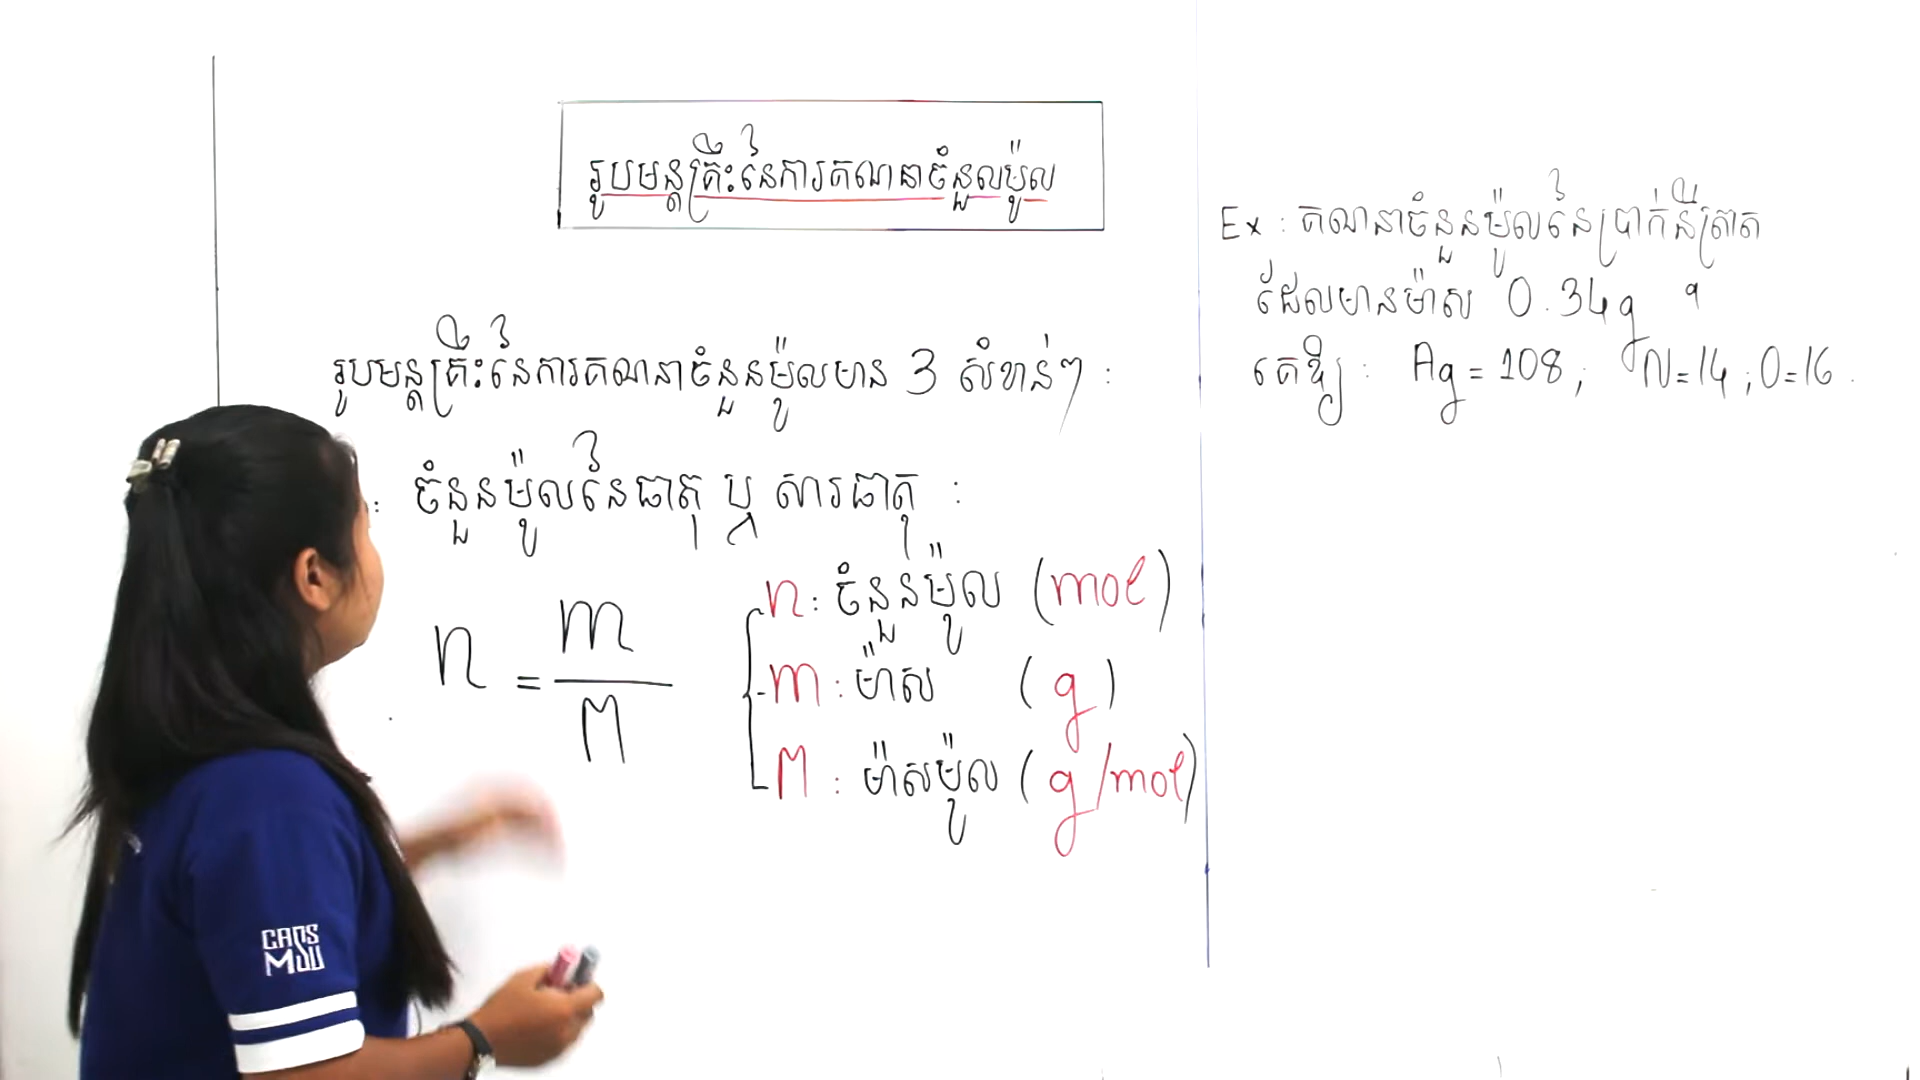 រូបមន្តគ្រឹះនៃការគណនាចំនួលម៉ូល
រូបមន្តគ្រឹះនៃការគណនាចំនួនម៉ូលមាន 3 សំខាន់ៗ :
: ចំនួនម៉ូលនៃធាតុ ឬ សារធាតុ :
n = m/M
n: ចំនួនម៉ូល (mol)
m: ម៉ាស (g)
M: ម៉ាសម៉ូល (g/mol)
Ex : គណនាចំនួនម៉ូលនៃប្រាក់នីត្រាត
ដែលមានម៉ាស 0.34g ។
គេឱ្យ : Ag = 108 ; N = 14 ; O = 16 .
CADS
MSU